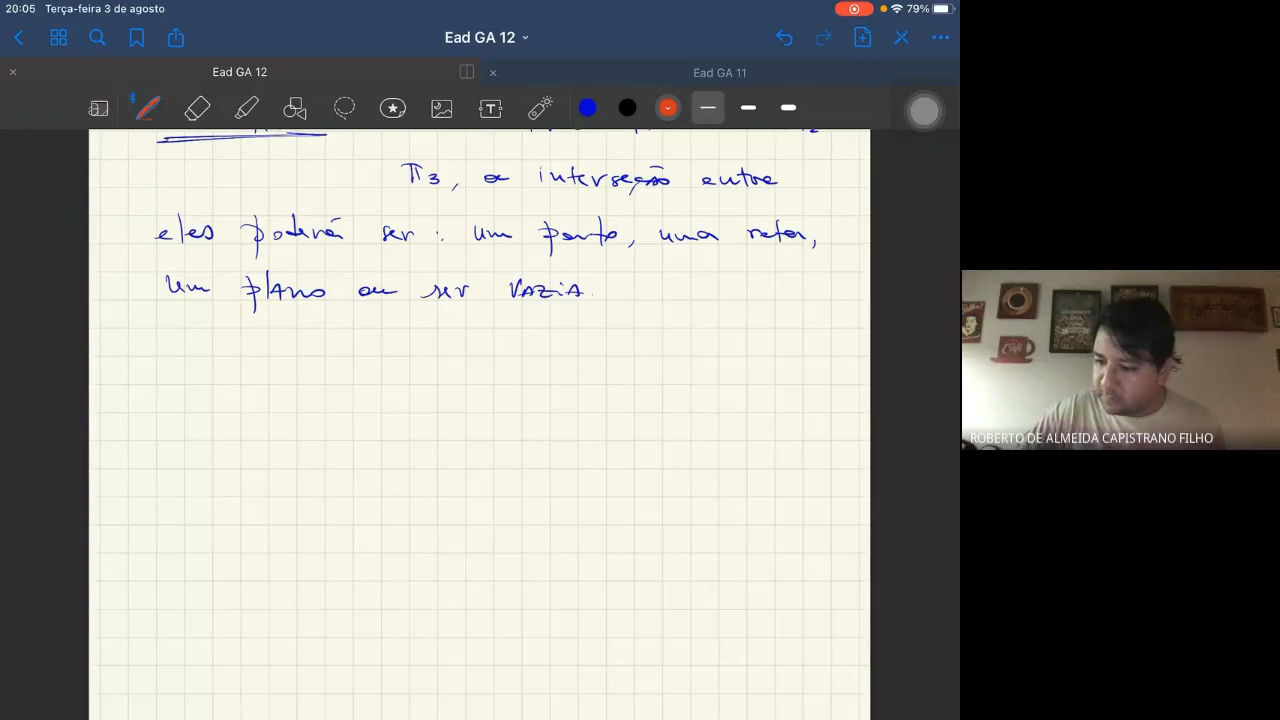 20:05 Terça-feira 3 de agosto
79%
Ead GA 12
Ead GA 12
Ead GA 11
π3, a interseção entre
eles poderá ser: um ponto, uma reta,
um plano ou ser VAZIA.
ROBERTO DE ALMEIDA CAPISTRANO FILHO